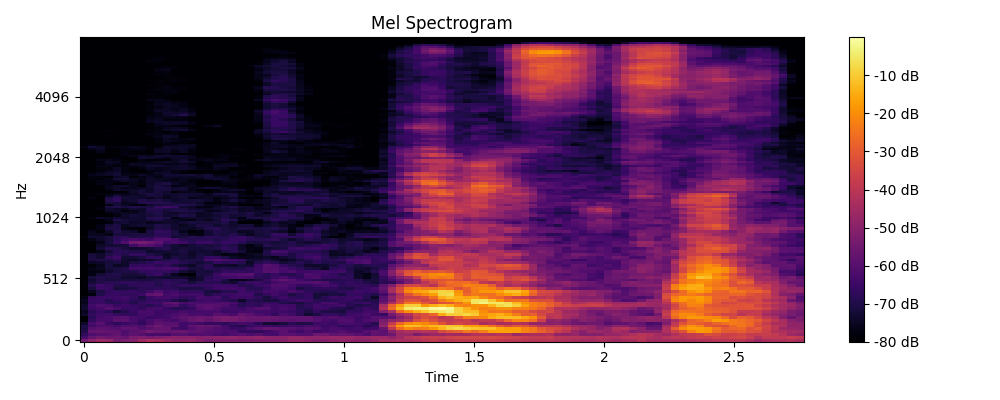 Mel Spectrogram
Hz
4096
2048
1024
512
0
0
0.5
1
1.5
2
2.5
Time
-10 dB
-20 dB
-30 dB
-40 dB
-50 dB
-60 dB
-70 dB
-80 dB